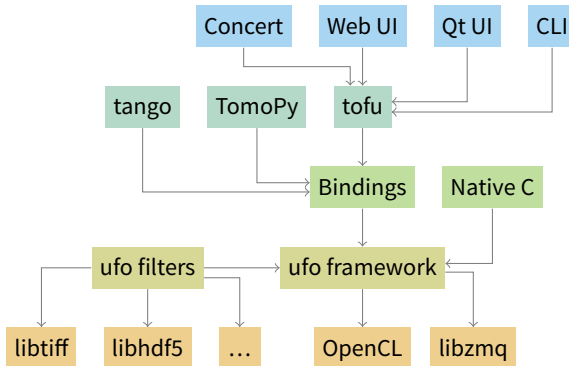 Concert Web UI Qt UI CLI
tango TomoPy tofu
Bindings Native C
ufo filters ufo framework
libtiff libhdf5 ... OpenCL libzmq